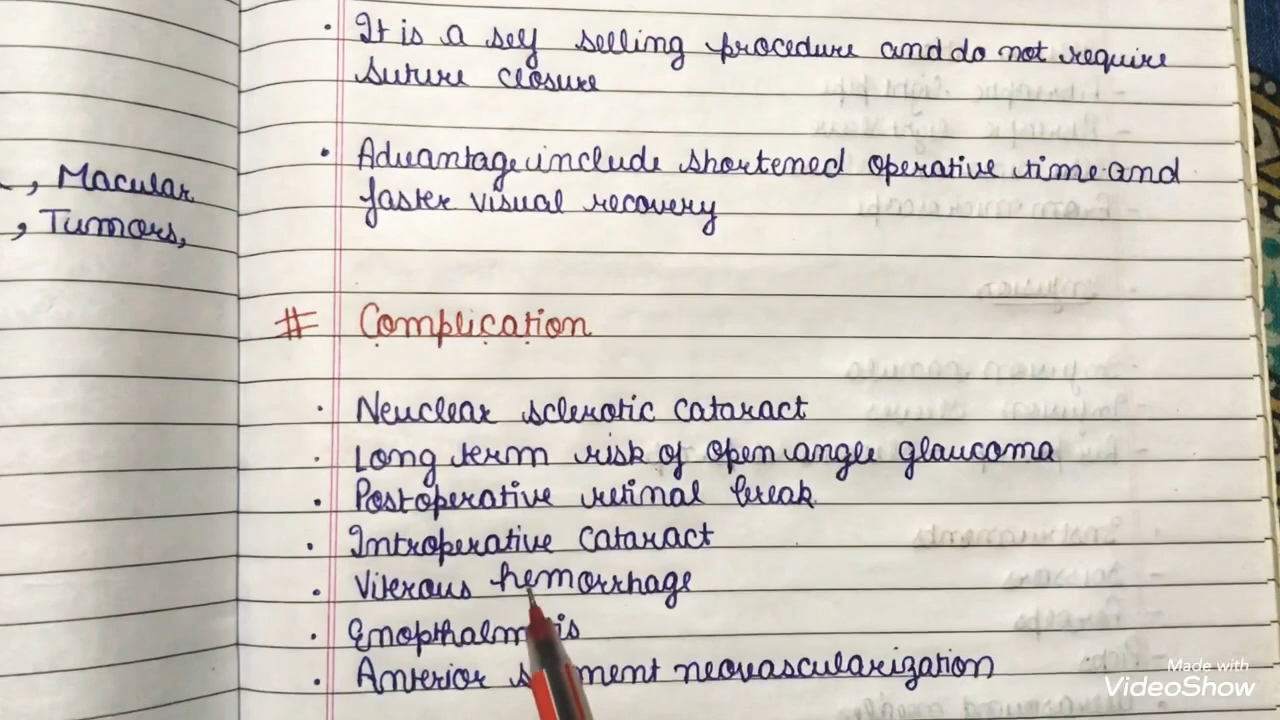 • It is a sey selling procedure and do not require
suture closure
• Advantage include shortened operative time and
faster visual recovery
, Macular
, Tumors,
# Complication
• Neuclear sclerotic cataract
• Long term risk of open angle glaucoma
• Postoperative retinal break
• Introperative cataract
• Viterous hemorrhage
• Enopthalm is
• Anterior s ment neovascularization
Made with
VideoShow